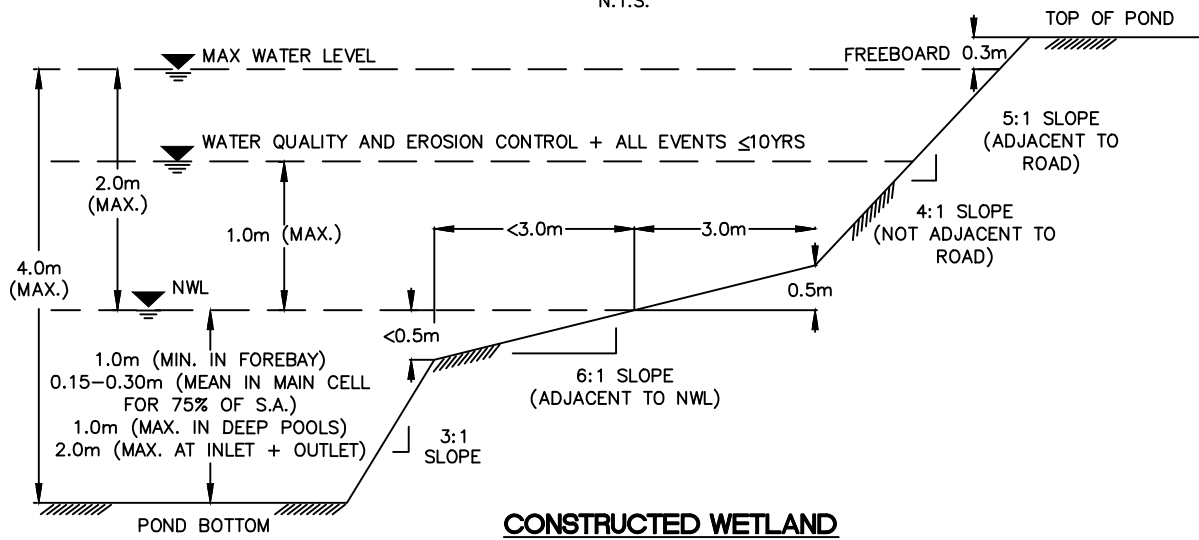 N.T.S.
TOP OF POND
MAX WATER LEVEL
FREEBOARD 0.3m
5:1 SLOPE
(ADJACENT TO
ROAD)
WATER QUALITY AND EROSION CONTROL + ALL EVENTS ≤10YRS
2.0m
(MAX.)
4:1 SLOPE
(NOT ADJACENT TO
ROAD)
1.0m (MAX.)
<3.0m
3.0m
4.0m
(MAX.)
NWL
0.5m
<0.5m
1.0m (MIN. IN FOREBAY)
0.15–0.30m (MEAN IN MAIN CELL
FOR 75% OF S.A.)
1.0m (MAX. IN DEEP POOLS)
2.0m (MAX. AT INLET + OUTLET)
6:1 SLOPE
(ADJACENT TO NWL)
3:1
SLOPE
POND BOTTOM
CONSTRUCTED WETLAND